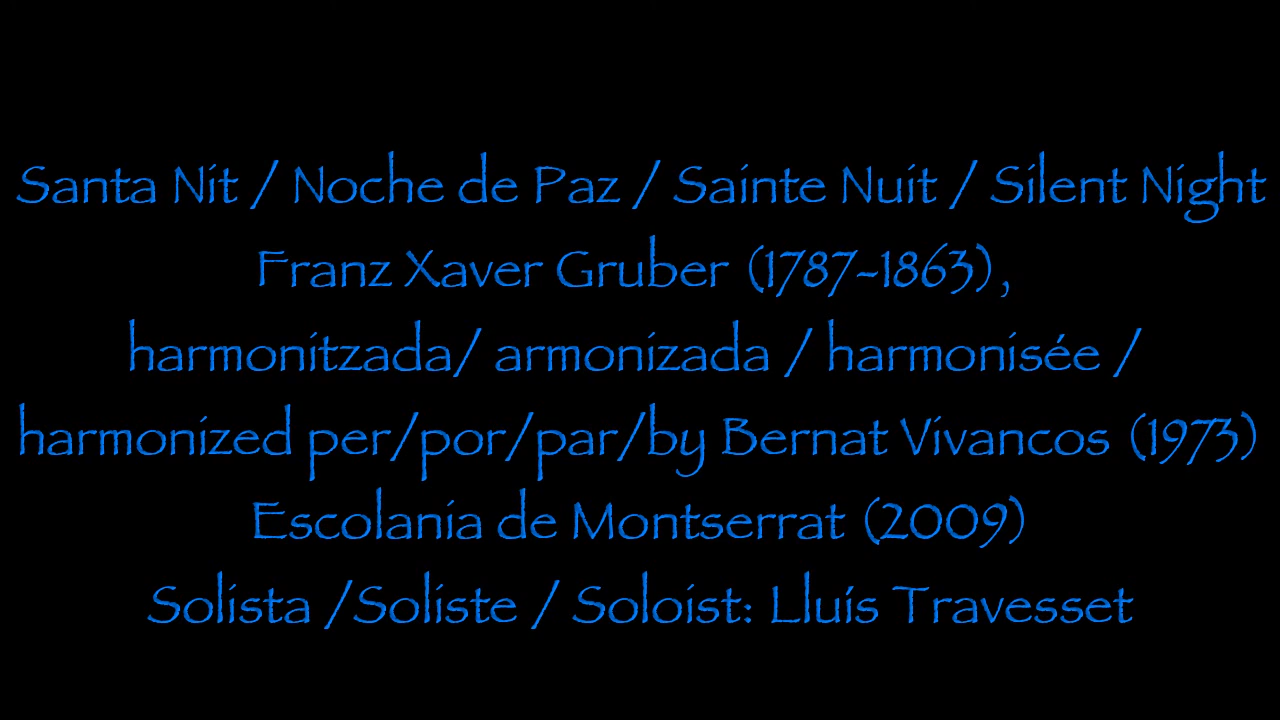 Santa Nit / Noche de Paz / Sainte Nuit / Silent Night
Franz Xaver Gruber (1787-1863),
harmonitzada/ armonizada / harmonisée /
harmonized per/por/par/by Bernat Vivancos (1973)
Escolania de Montserrat (2009)
Solista /Soliste / Soloist: Lluís Travesset